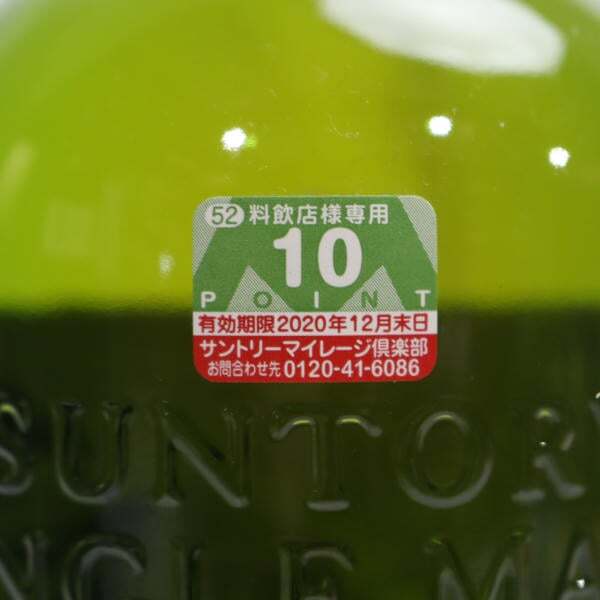 52 料飲店様専用
10
POINT
有効期限2020年12月末日
サントリーマイレージ倶楽部
お問合わせ先 0120-41-6086
SUNTORY